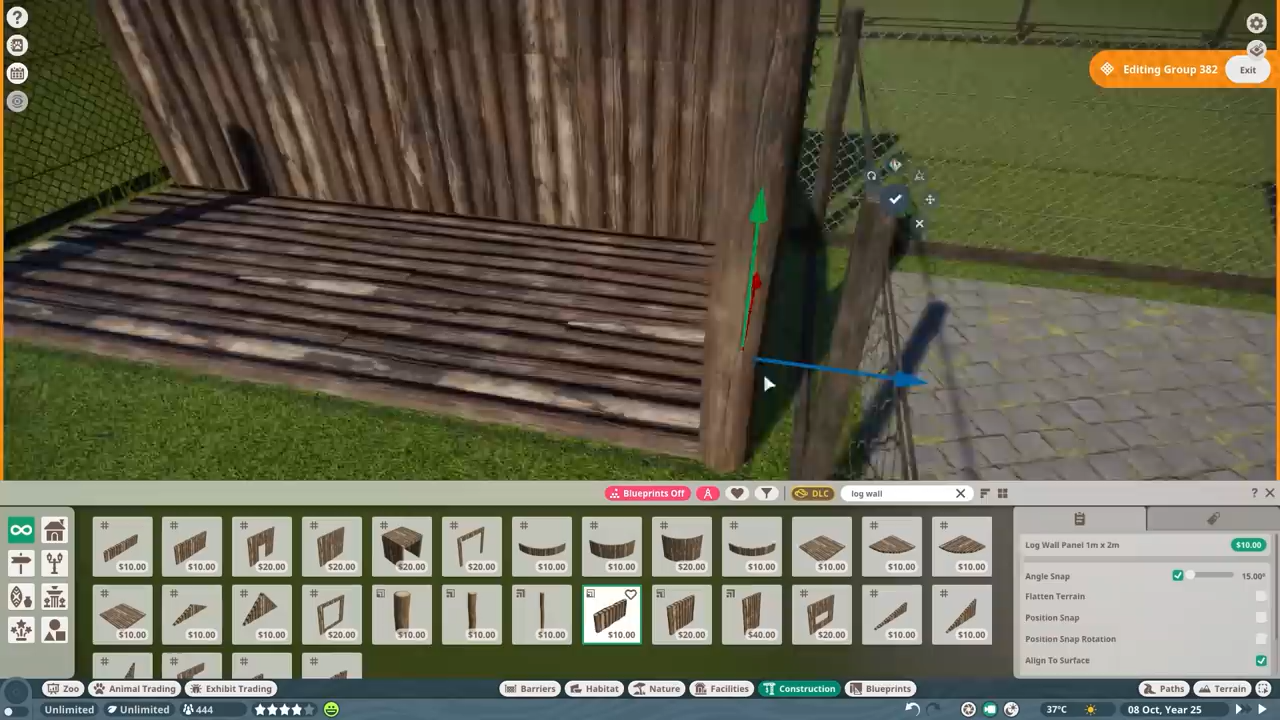 ?
Editing Group 382
Exit
Blueprints Off
DLC
log wall
?
$10.00 $10.00 $20.00 $20.00 $20.00 $20.00 $10.00 $10.00 $20.00 $10.00 $10.00 $10.00 $10.00
$10.00 $10.00 $10.00 $20.00 $10.00 $10.00 $10.00 $10.00 $20.00 $40.00 $20.00 $10.00 $10.00
Log Wall Panel 1m x 2m $10.00
Angle Snap 15.00°
Flatten Terrain
Position Snap
Position Snap Rotation
Align To Surface
Zoo Animal Trading Exhibit Trading Barriers Habitat Nature Facilities Construction Blueprints Paths Terrain
Unlimited Unlimited 444 37°C 08 Oct, Year 25